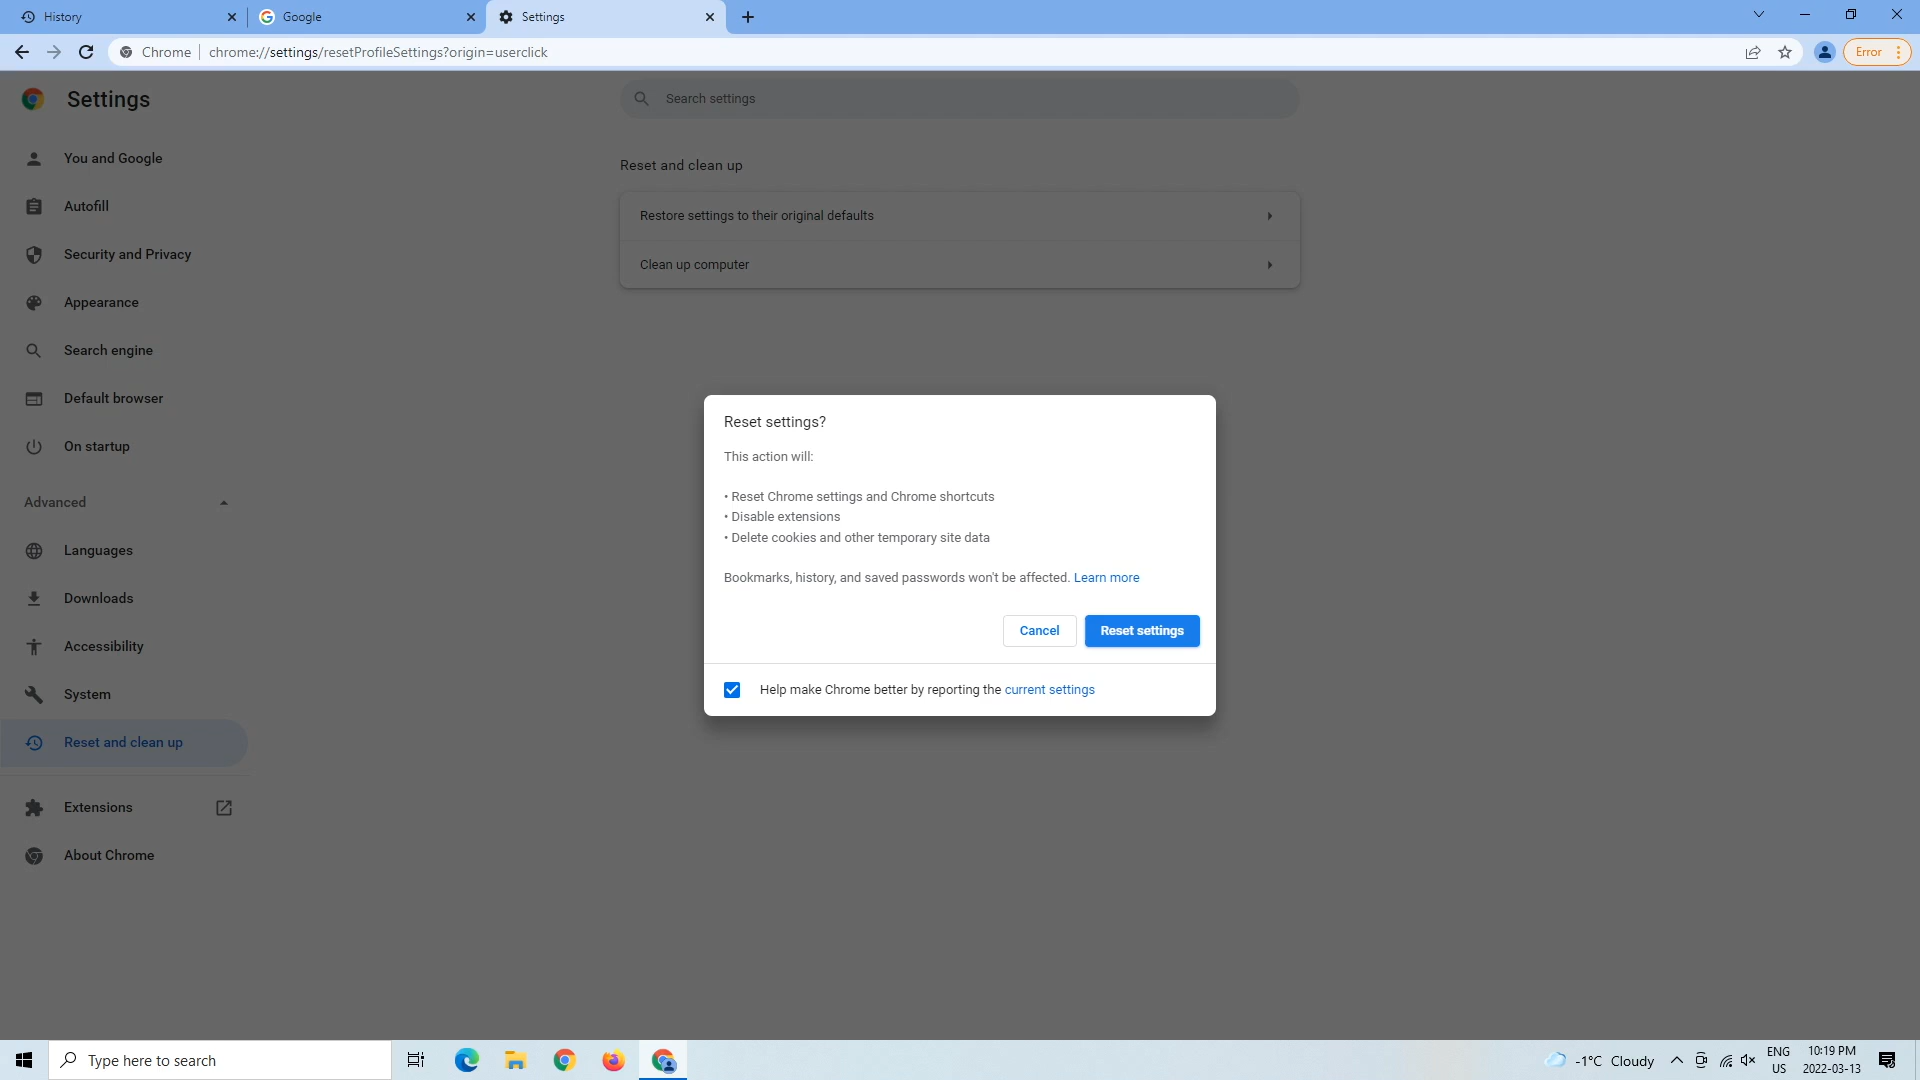 History
Google
Settings
Chrome
chrome://settings/resetProfileSettings?origin=userclick
Error
Settings
Search settings
You and Google
Autofill
Security and Privacy
Appearance
Search engine
Default browser
On startup
Advanced
Languages
Downloads
Accessibility
System
Reset and clean up
Extensions
About Chrome
Reset and clean up
Restore settings to their original defaults
Clean up computer
Reset settings?
This action will:
• Reset Chrome settings and Chrome shortcuts
• Disable extensions
• Delete cookies and other temporary site data
Bookmarks, history, and saved passwords won't be affected. Learn more
Cancel
Reset settings
Help make Chrome better by reporting the current settings
Type here to search
-1°C Cloudy
ENG
US
10:19 PM
2022-03-13